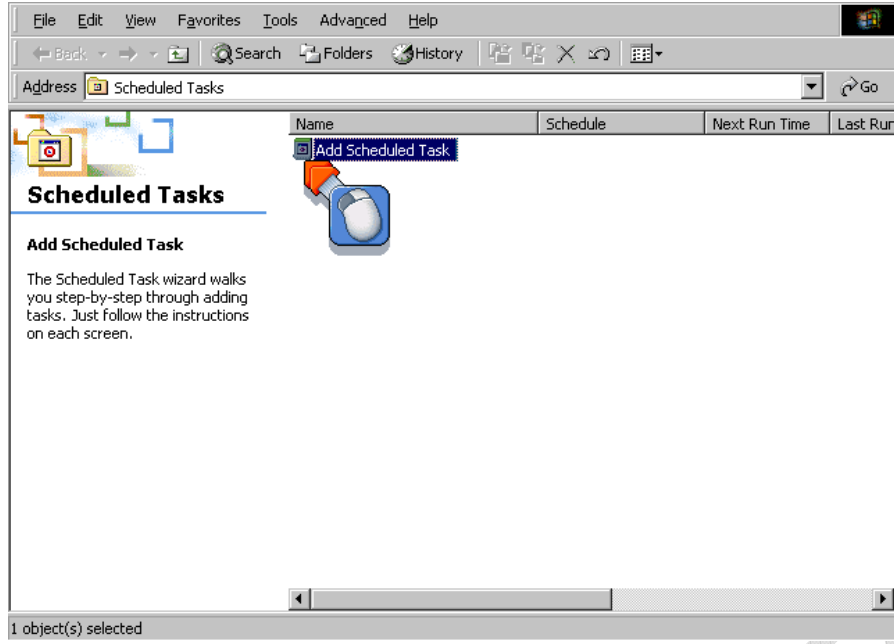 File Edit View Favorites Tools Advanced Help
Back Search Folders History
Address Scheduled Tasks Go
Name Schedule Next Run Time Last Run
Add Scheduled Task
Scheduled Tasks
Add Scheduled Task
The Scheduled Task wizard walks
you step-by-step through adding
tasks. Just follow the instructions
on each screen.
1 object(s) selected